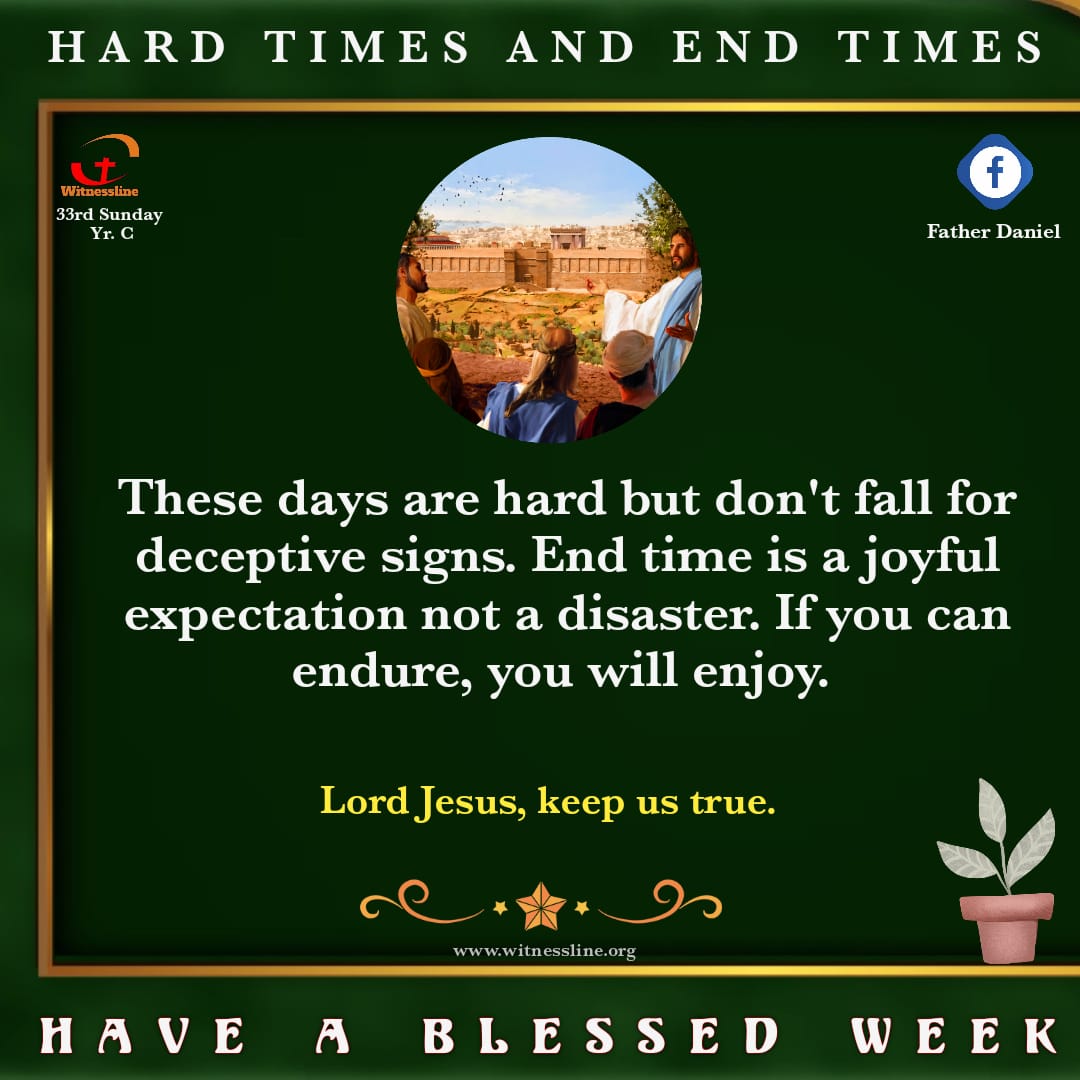 HARD TIMES AND END TIMES
Witnessline
33rd Sunday
Yr. C
f
Father Daniel
These days are hard but don't fall for
deceptive signs. End time is a joyful
expectation not a disaster. If you can
endure, you will enjoy.
Lord Jesus, keep us true.
www.witnessline.org
HAVE A BLESSED WEEK